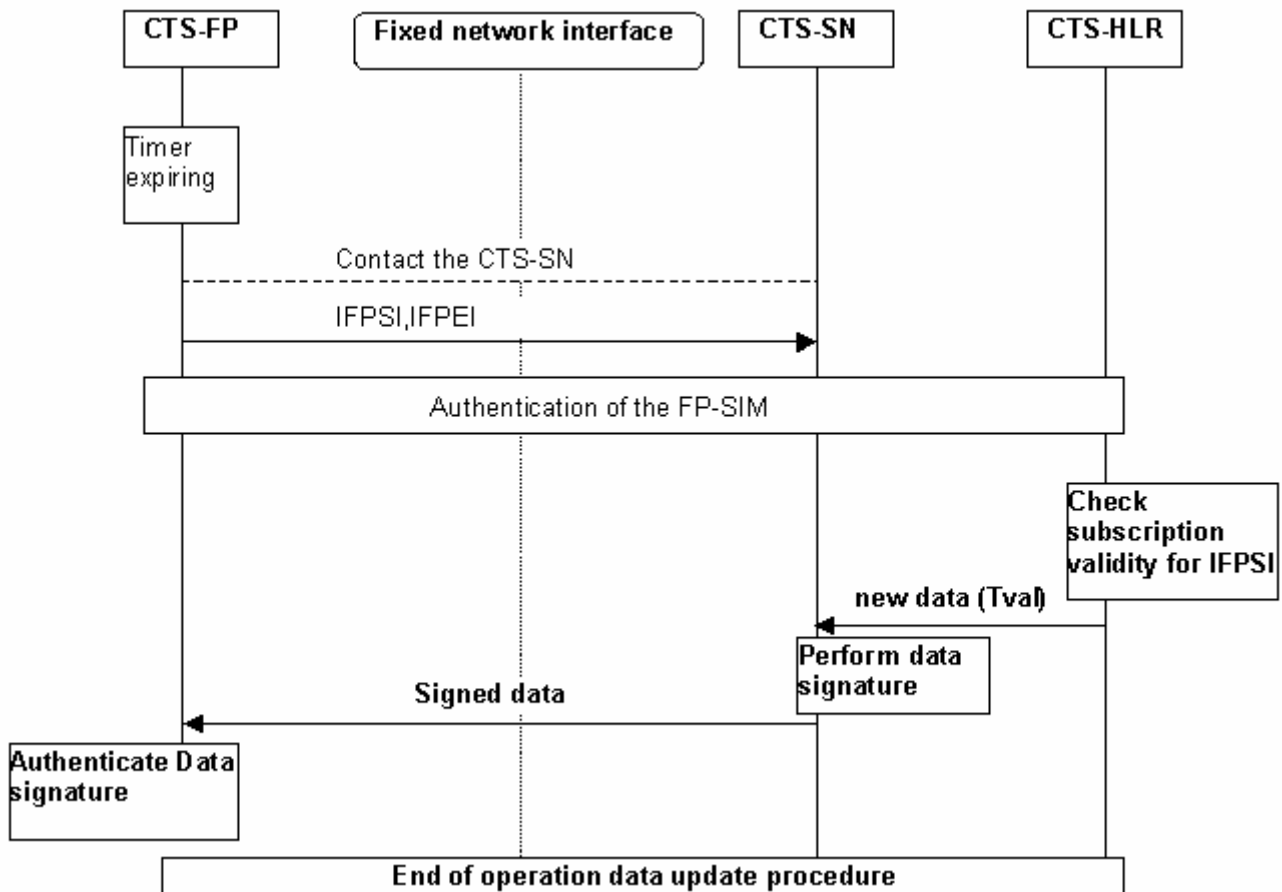 CTS-FP
Fixed network interface
CTS-SN
CTS-HLR
Timer
expiring
Contact the CTS-SN
IFPSI,IFPEI
Authentication of the FP-SIM
Check
subscription
validity for IFPSI
new data (Tval)
Perform data
signature
Signed data
Authenticate Data
signature
End of operation data update procedure